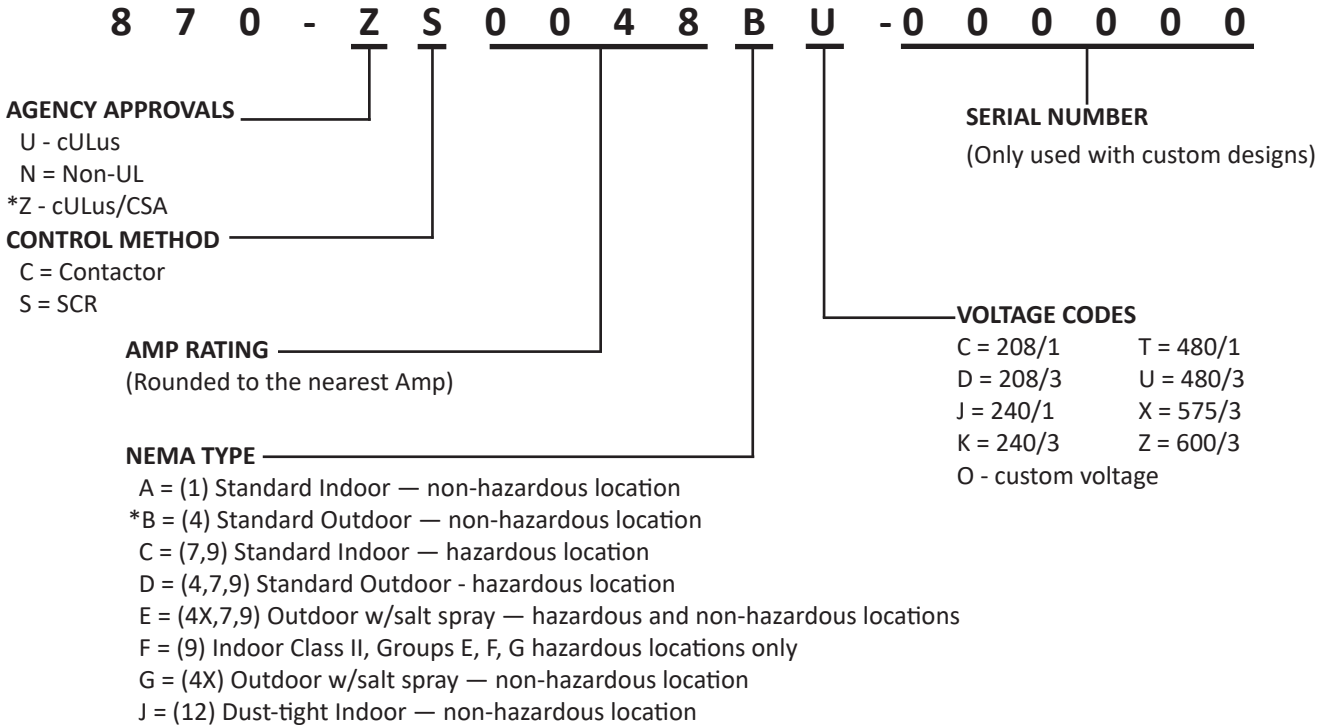 8 7 0 - Z S 0 0 4 8 B U - 0 0 0 0 0
AGENCY APPROVALS
U - cULus
N = Non-UL
*Z - cULus/CSA
CONTROL METHOD
C = Contactor
S = SCR
AMP RATING
(Rounded to the nearest Amp)
NEMA TYPE
A = (1) Standard Indoor — non-hazardous location
*B = (4) Standard Outdoor — non-hazardous location
C = (7,9) Standard Indoor — hazardous location
D = (4,7,9) Standard Outdoor - hazardous location
E = (4X,7,9) Outdoor w/salt spray — hazardous and non-hazardous locations
F = (9) Indoor Class II, Groups E, F, G hazardous locations only
G = (4X) Outdoor w/salt spray — non-hazardous location
J = (12) Dust-tight Indoor — non-hazardous location
SERIAL NUMBER
(Only used with custom designs)
VOLTAGE CODES
C = 208/1 T = 480/1
D = 208/3 U = 480/3
J = 240/1 X = 575/3
K = 240/3 Z = 600/3
O - custom voltage